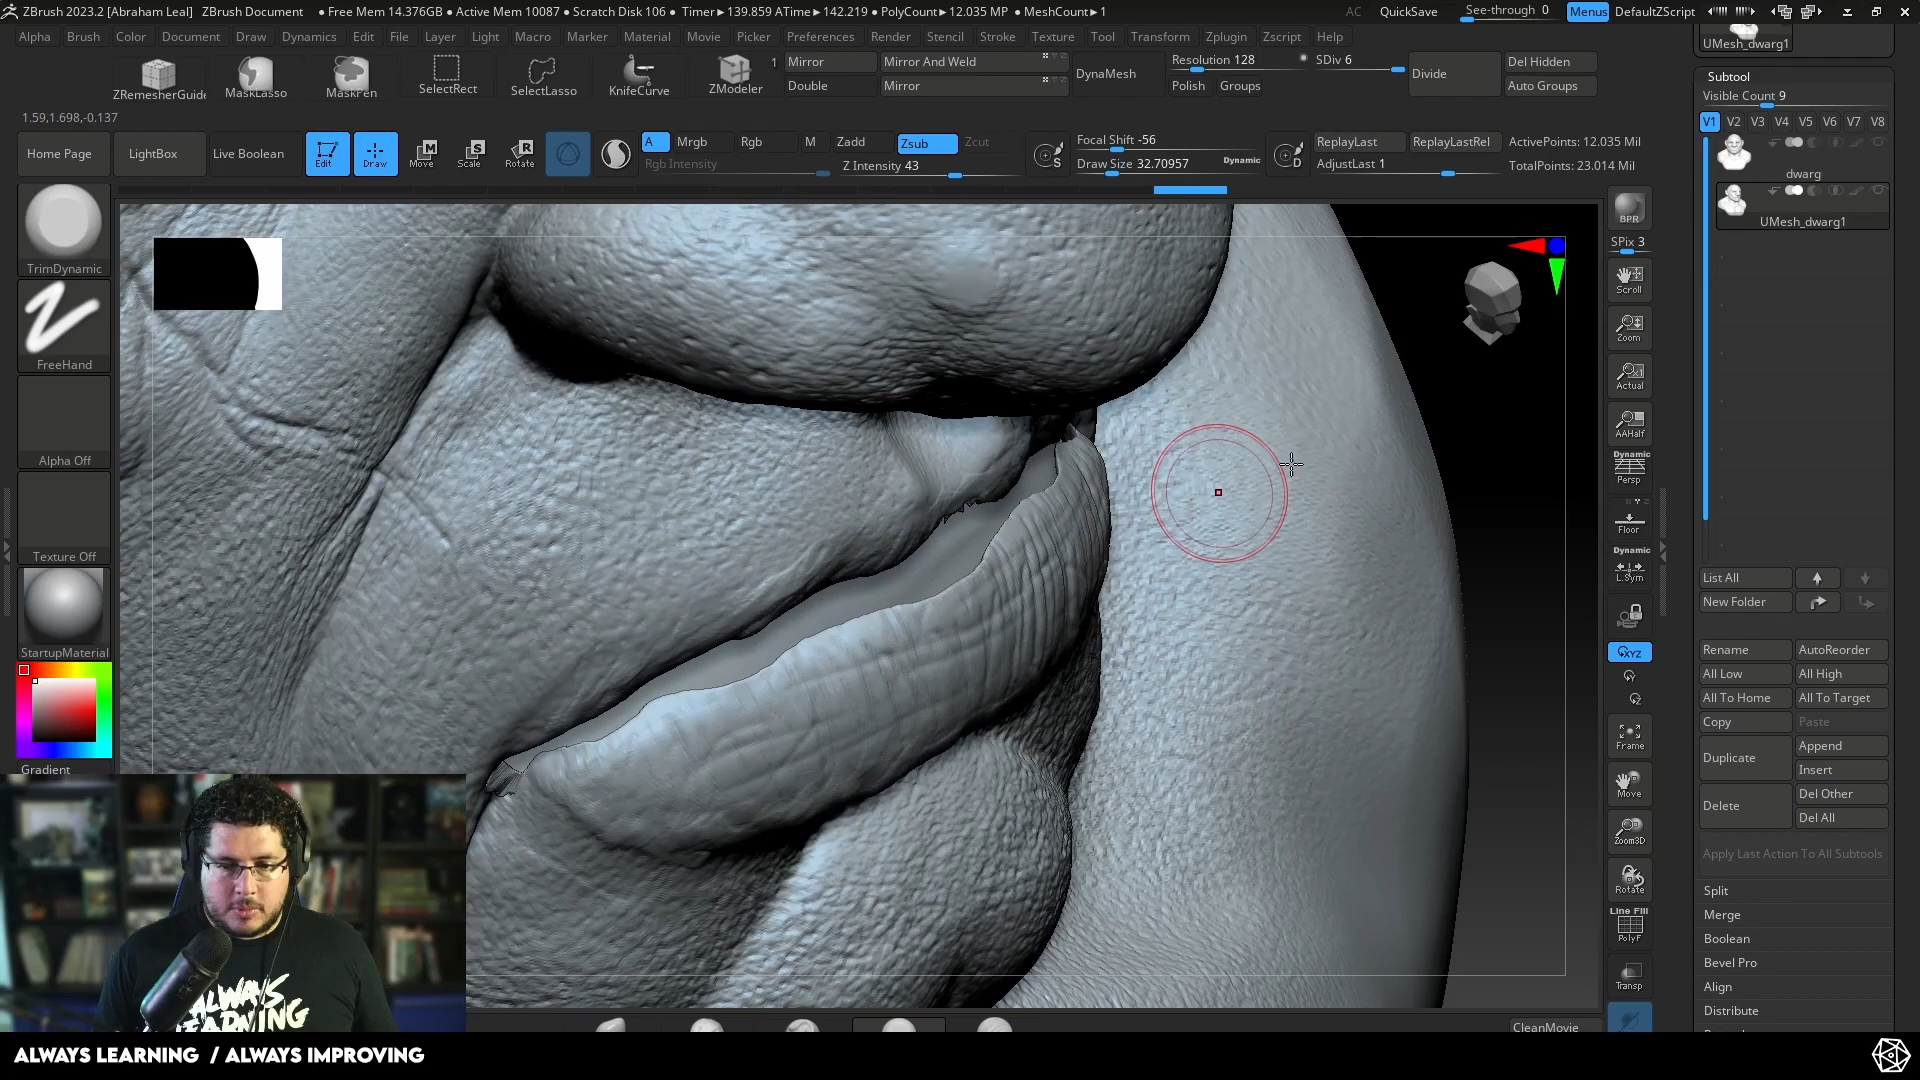 ZBrush 2023.2 [Abraham Leal] ZBrush Document ● Free Mem 14.376GB ● Active Mem 10087 ● Scratch Disk 106 ● Timer►139.859 ATime►142.219 ● PolyCount►12.035 MP ● MeshCount►1 AC QuickSave See-through 0 Menus DefaultZScript
Alpha Brush Color Document Draw Dynamics Edit File Layer Light Macro Marker Material Movie Picker Preferences Render Stencil Stroke Texture Tool Transform Zplugin Zscript Help
UMesh_dwarg1
ZRemesherGuide MaskLasso MaskPen SelectRect SelectLasso KnifeCurve ZModeler 1
Mirror Mirror And Weld
Double Mirror
DynaMesh
Resolution 128 SDiv 6
Polish Groups
Divide
Del Hidden
Auto Groups
1.59,1.698,-0.137
Home Page LightBox Live Boolean
Edit Draw Move Scale Rotate
A Mrgb Rgb M Zadd Zsub Zcut
Rgb Intensity Z Intensity 43
Focal Shift -56
Draw Size 32.70957 Dynamic
ReplayLast ReplayLastRel
AdjustLast 1
ActivePoints: 12.035 Mil
TotalPoints: 23.014 Mil
TrimDynamic
FreeHand
Alpha Off
Texture Off
StartupMaterial
Gradient
BPR
SPix 3
Scroll
Zoom
Actual
AAHalf
Dynamic
Persp
Floor
Dynamic
L.Sym
XYZ
Frame
Move
Zoom3D
Rotate
Line Fill
PolyF
Transp
Subtool
Visible Count 9
V1 V2 V3 V4 V5 V6 V7 V8
dwarg
UMesh_dwarg1
List All
New Folder
Rename AutoReorder
All Low All High
All To Home All To Target
Copy Paste
Duplicate Append
Insert
Delete Del Other
Del All
Apply Last Action To All Subtools
Split
Merge
Boolean
Bevel Pro
Align
Distribute
CleanMovie
ALWAYS
LEARNING
ALWAYS LEARNING / ALWAYS IMPROVING